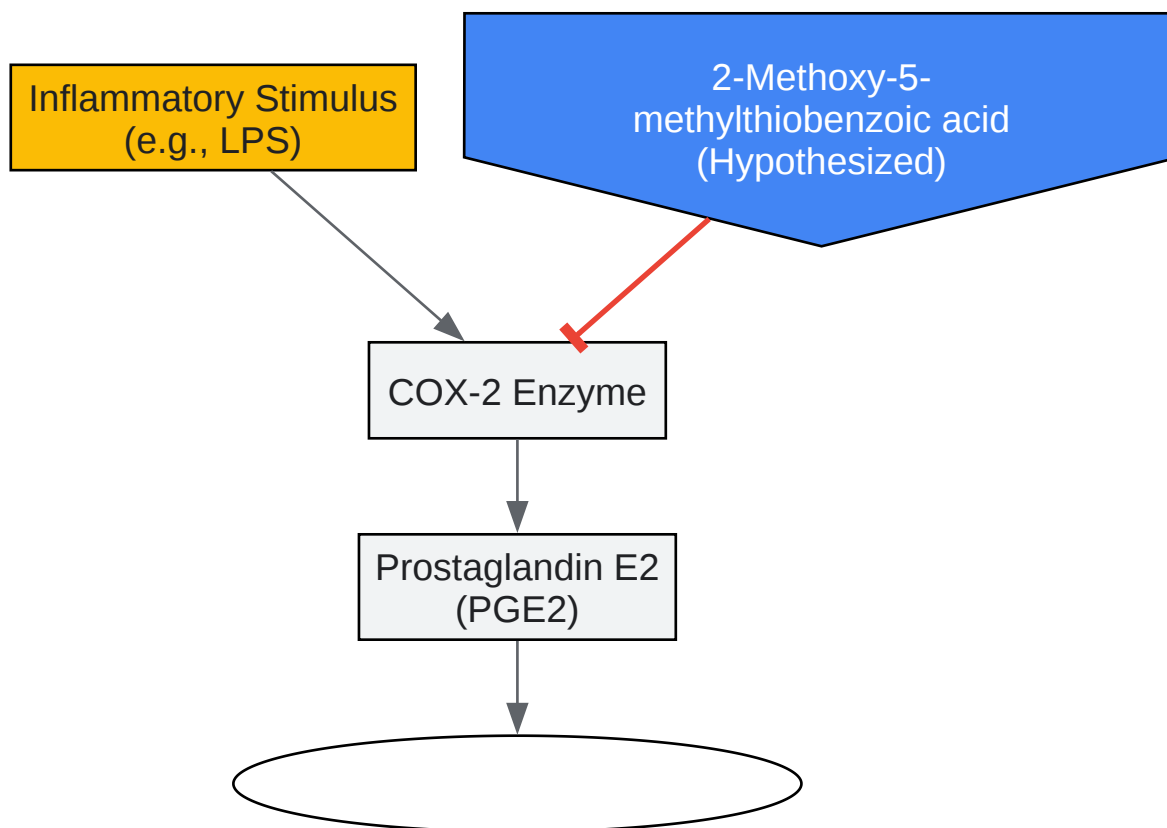 Inflammatory Stimulus
(e.g., LPS)
2-Methoxy-5-
methylthiobenzoic acid
(Hypothesized)
COX-2 Enzyme
Prostaglandin E2
(PGE2)